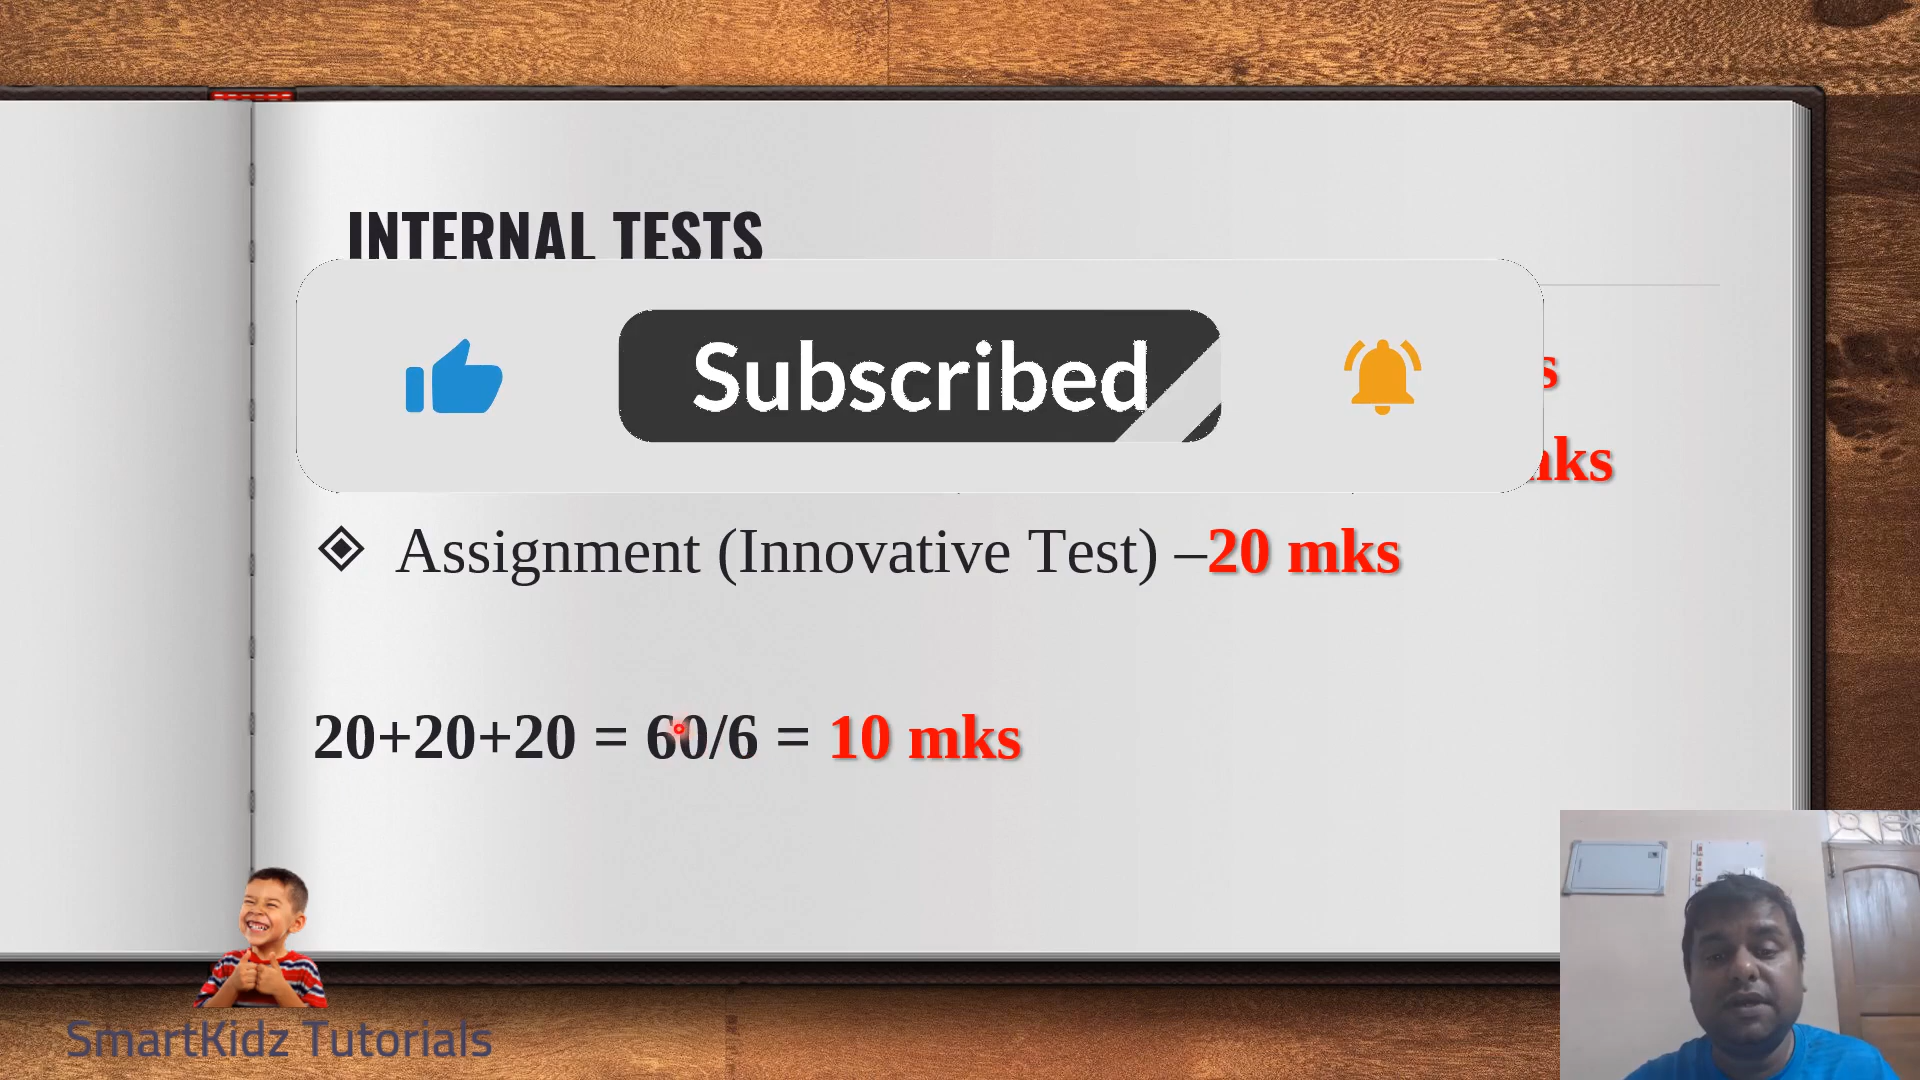 INTERNAL TESTS
Subscribed
Assignment (Innovative Test) –20 mks
20+20+20 = 60/6 = 10 mks
SmartKidz Tutorials